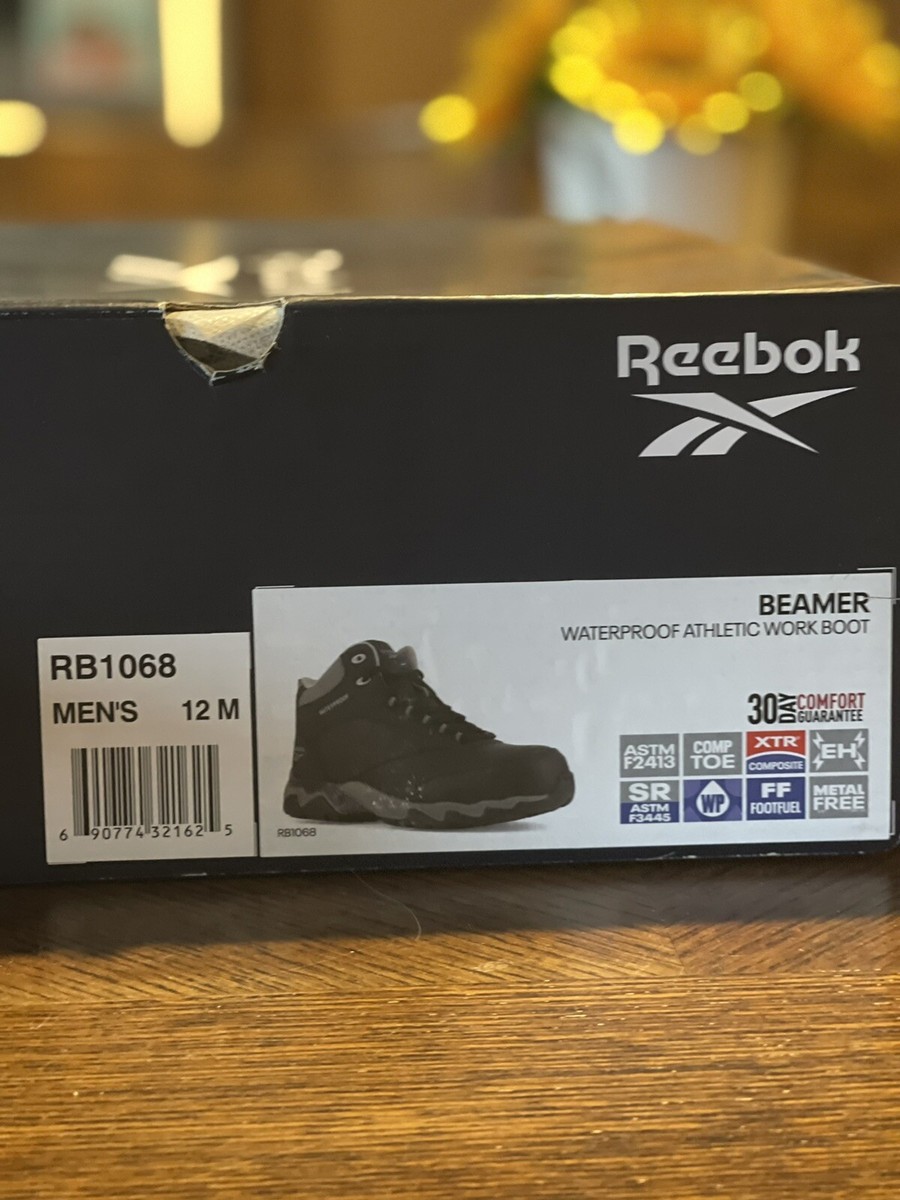 Reebok
BEAMER
WATERPROOF ATHLETIC WORK BOOT
RB1068
MEN'S 12 M
6 90774 32162 5
WATERPROOF
RB1068
30 DAY COMFORT GUARANTEE
ASTM F2413
COMP TOE
XTR COMPOSITE
EH
SR ASTM F3445
WP
FF FOOTFUEL
METAL FREE